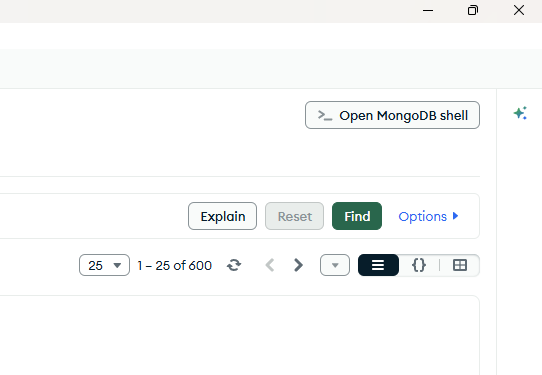 >_ Open MongoDB shell
Explain Reset Find Options
25 1 – 25 of 600 {}